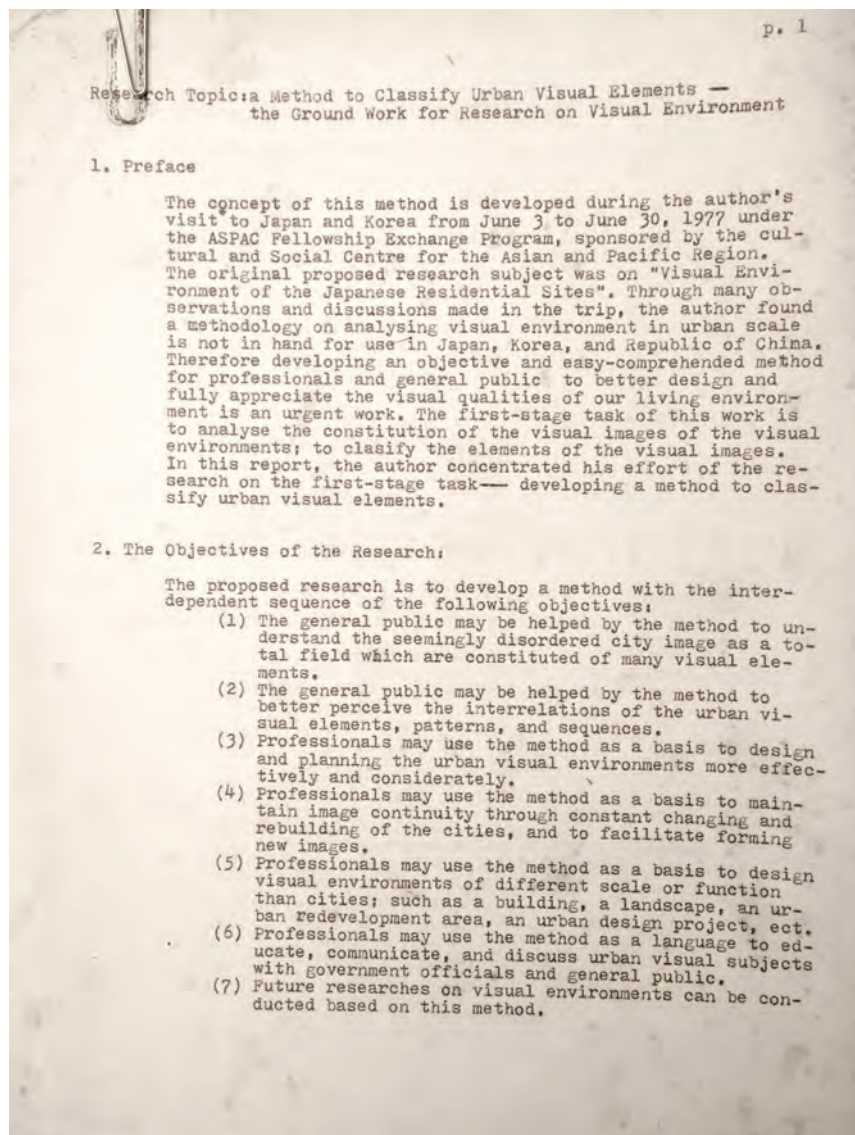 p. 1
Research Topic:a Method to Classify Urban Visual Elements —
the Ground Work for Research on Visual Environment
1. Preface
The concept of this method is developed during the author's
visit to Japan and Korea from June 3 to June 30, 1977 under
the ASPAC Fellowship Exchange Program, sponsored by the cul-
tural and Social Centre for the Asian and Pacific Region.
The original proposed research subject was on "Visual Envi-
ronment of the Japanese Residential Sites". Through many ob-
servations and discussions made in the trip, the author found
a methodology on analysing visual environment in urban scale
is not in hand for use in Japan, Korea, and Republic of China.
Therefore developing an objective and easy-comprehended method
for professionals and general public to better design and
fully appreciate the visual qualities of our living environ-
ment is an urgent work. The first-stage task of this work is
to analyse the constitution of the visual images of the visual
environments; to clasify the elements of the visual images.
In this report, the author concentrated his effort of the re-
search on the first-stage task— developing a method to clas-
sify urban visual elements.
2. The Objectives of the Research:
The proposed research is to develop a method with the inter-
dependent sequence of the following objectives:
(1) The general public may be helped by the method to un-
derstand the seemingly disordered city image as a to-
tal field which are constituted of many visual ele-
ments.
(2) The general public may be helped by the method to
better perceive the interrelations of the urban vi-
sual elements, patterns, and sequences.
(3) Professionals may use the method as a basis to design
and planning the urban visual environments more effec-
tively and considerately.
(4) Professionals may use the method as a basis to main-
tain image continuity through constant changing and
rebuilding of the cities, and to facilitate forming
new images.
(5) Professionals may use the method as a basis to design
visual environments of different scale or function
than cities; such as a building, a landscape, an ur-
ban redevelopment area, an urban design project, ect.
(6) Professionals may use the method as a language to ed-
ucate, communicate, and discuss urban visual subjects
with government officials and general public.
(7) Future researches on visual environments can be con-
ducted based on this method.